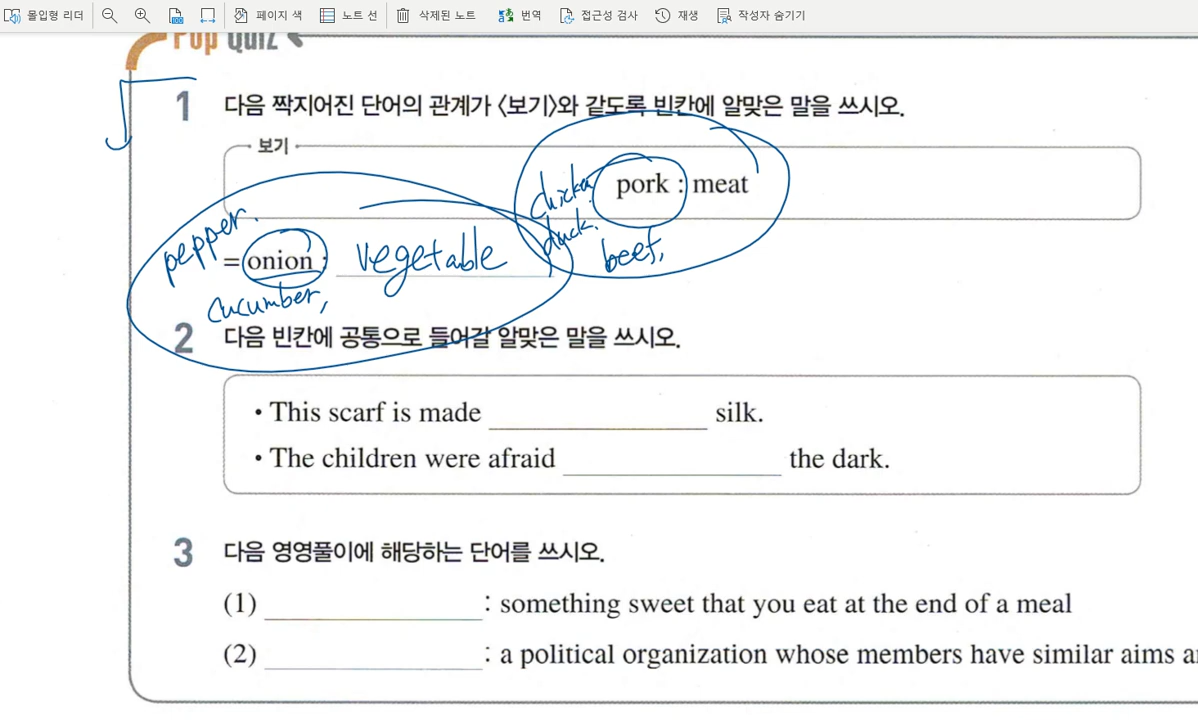 몰입형 리더 페이지 색 노트 선 삭제된 노트 번역 접근성 검사 재생 작성자 숨기기
Pop Quiz
1 다음 짝지어진 단어의 관계가 〈보기〉와 같도록 빈칸에 알맞은 말을 쓰시오.
보기
chicken, pork : meat
duck.
beef,
pepper.
= onion : vegetable
cucumber,
2 다음 빈칸에 공통으로 들어갈 알맞은 말을 쓰시오.
• This scarf is made ____________ silk.
• The children were afraid ____________ the dark.
3 다음 영영풀이에 해당하는 단어를 쓰시오.
(1) ____________ : something sweet that you eat at the end of a meal
(2) ____________ : a political organization whose members have similar aims